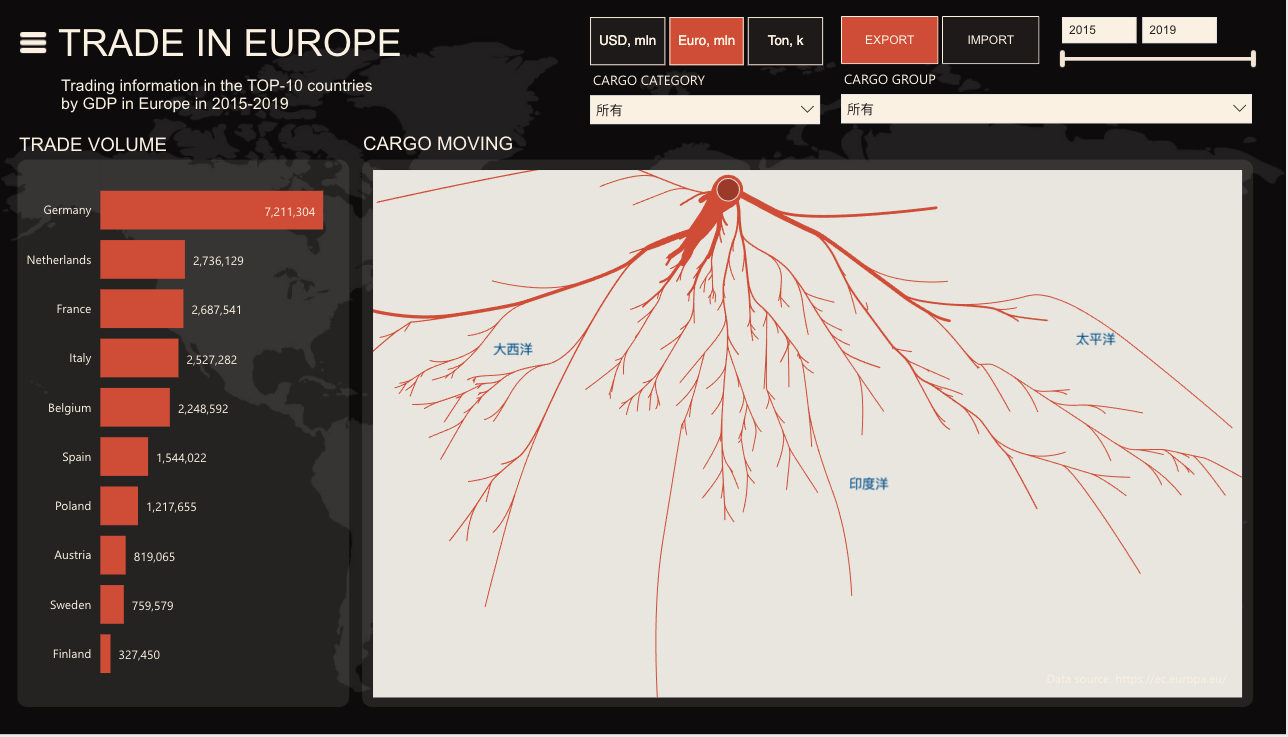 TRADE IN EUROPE
Trading information in the TOP-10 countries
by GDP in Europe in 2015-2019
USD, mln
Euro, mln
Ton, k
EXPORT
IMPORT
2015
2019
CARGO CATEGORY
所有
CARGO GROUP
所有
TRADE VOLUME
Germany 7,211,304
Netherlands 2,736,129
France 2,687,541
Italy 2,527,282
Belgium 2,248,592
Spain 1,544,022
Poland 1,217,655
Austria 819,065
Sweden 759,579
Finland 327,450
CARGO MOVING
大西洋
太平洋
印度洋
Data source: https://ec.europa.eu/